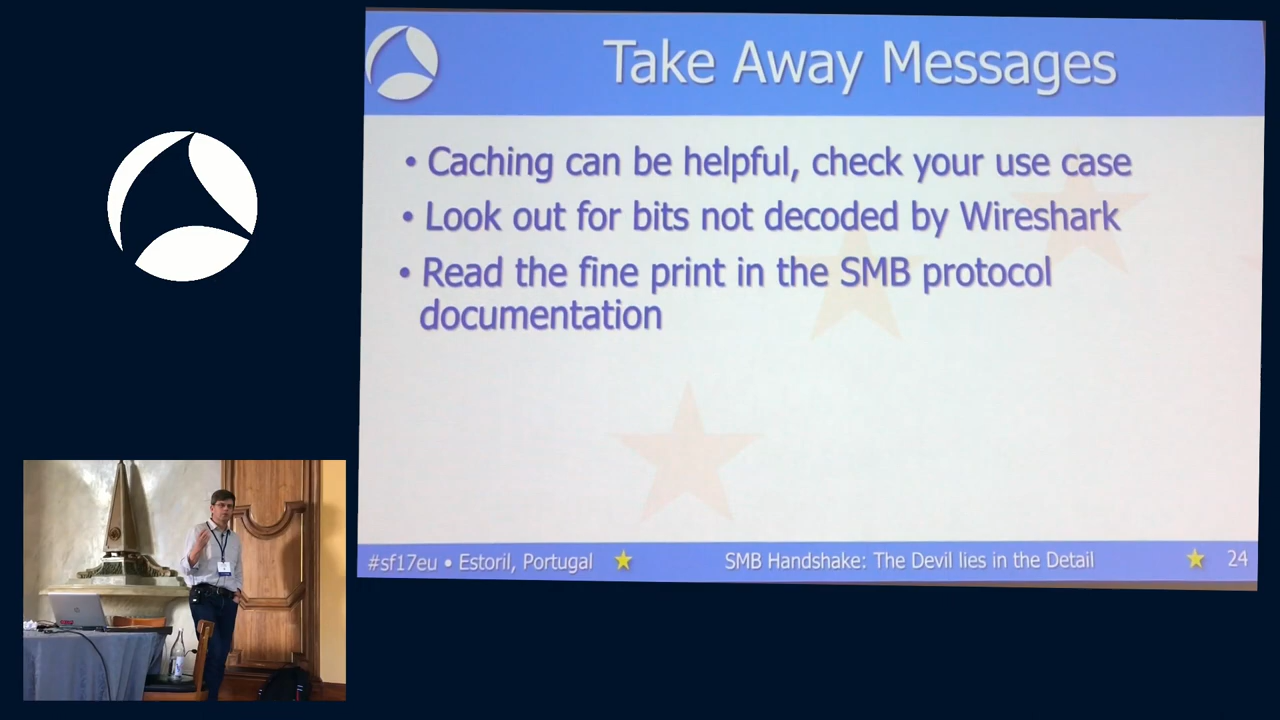 Take Away Messages
• Caching can be helpful, check your use case
• Look out for bits not decoded by Wireshark
• Read the fine print in the SMB protocol
documentation
#sf17eu • Estoril, Portugal
SMB Handshake: The Devil lies in the Detail
24